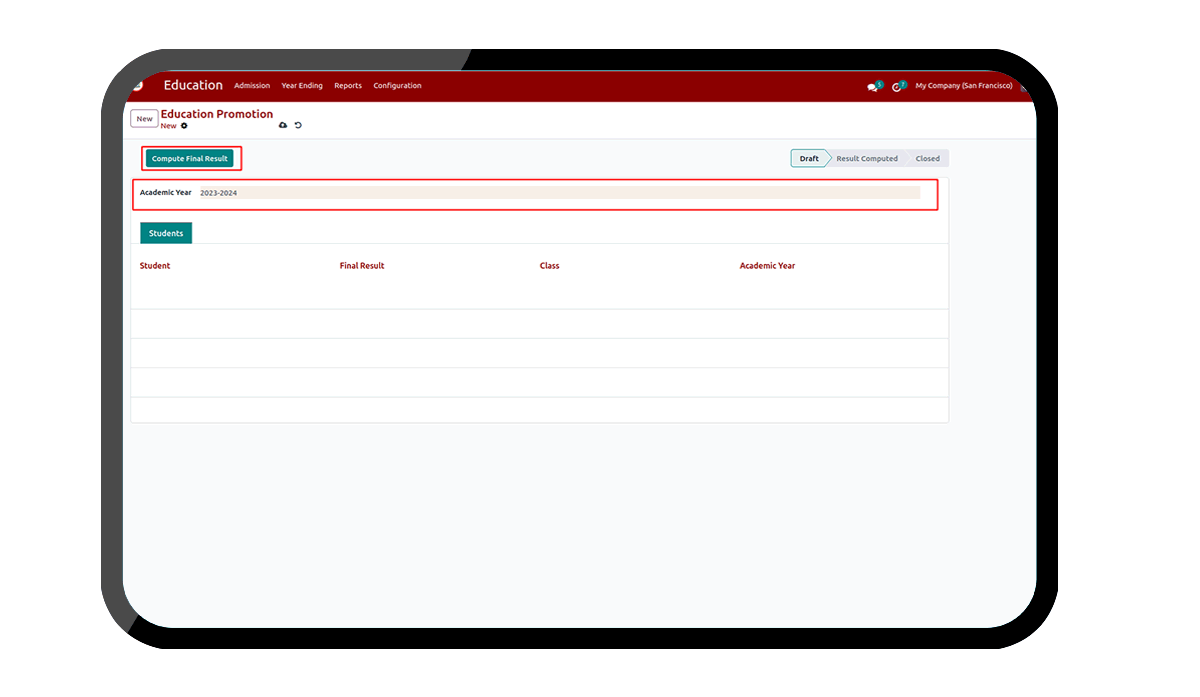 Education Admission Year Ending Reports Configuration My Company (San Francisco)
New Education Promotion
New
Compute Final Result Draft Result Computed Closed
Academic Year 2023-2024
Students
Student Final Result Class Academic Year